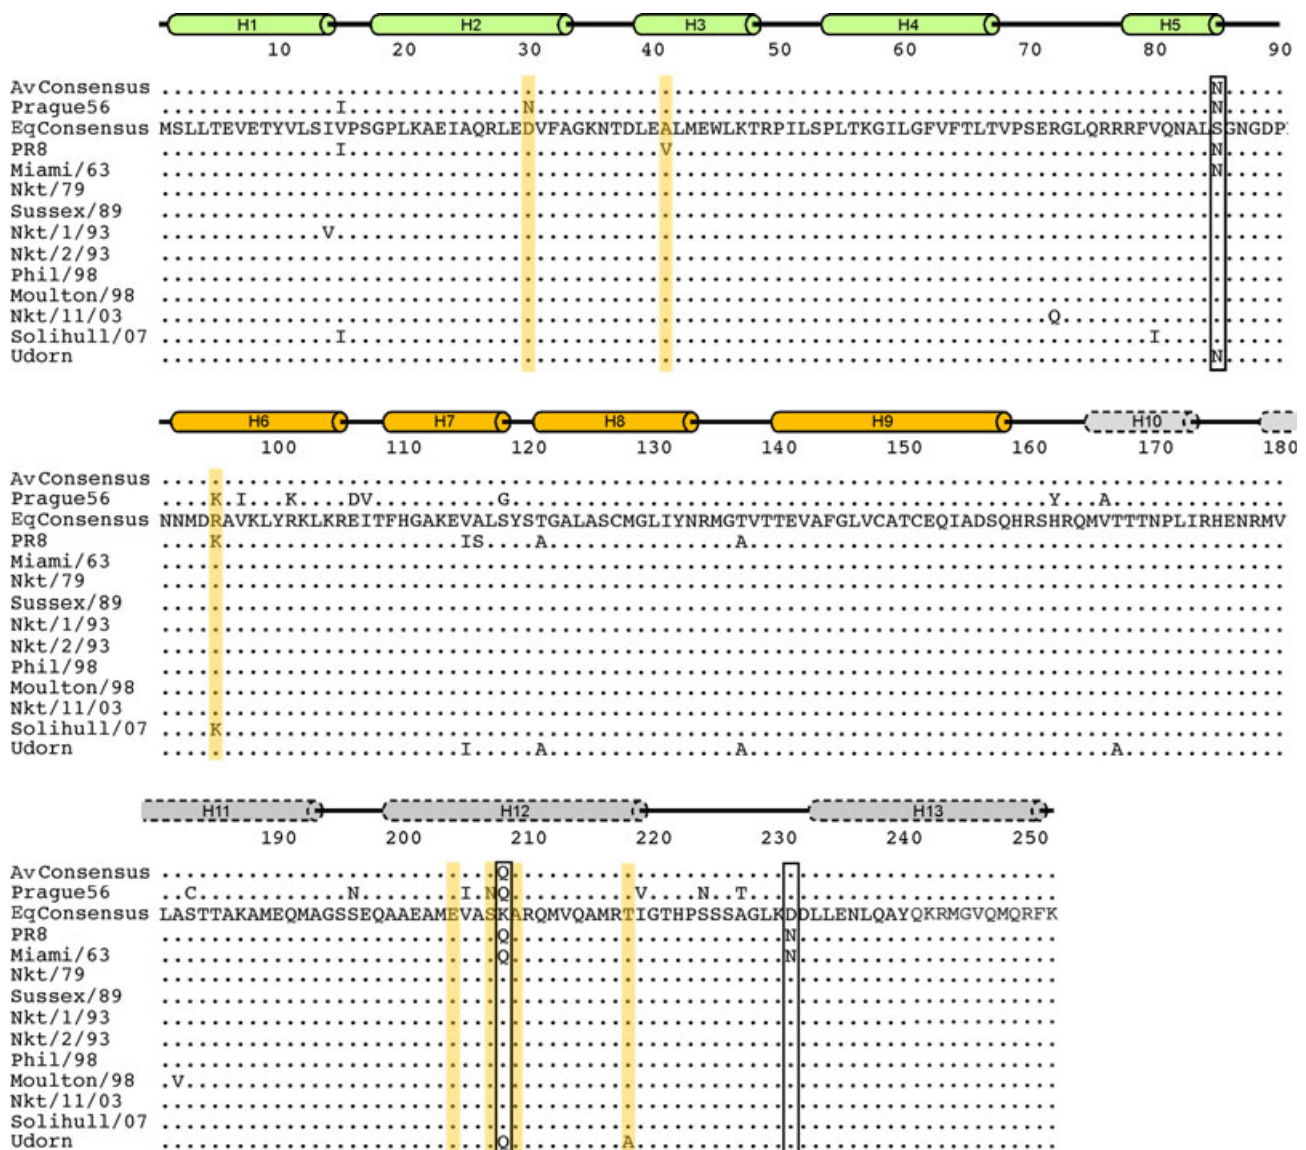 H1 H2 H3 H4 H5
10 20 30 40 50 60 70 80 90
AvConsensus ....................................................................................N.....
Prague56 ..............I..............N......................................................N.....
EqConsensus MSLLTEVETYVLSIVPSGPLKAEIAQRLEDVFAGKNTDLEALMEWLKTRPILSPLTKGILGFVFTLTVPSERGLQRRRFVQNALSGNGDP
PR8 ..............I.........................V...........................................N.....
Miami/63 ....................................................................................N.....
Nkt/79 ..........................................................................................
Sussex/89 ..........................................................................................
Nkt/1/93 .............V............................................................................
Nkt/2/93 ..........................................................................................
Phil/98 ..........................................................................................
Moulton/98 ..........................................................................................
Nkt/11/03 .......................................................................Q..................
Solihull/07 ..............I................................................................I..........
Udorn ....................................................................................N.....
H6 H7 H8 H9 H10
100 110 120 130 140 150 160 170 180
AvConsensus ..........................................................................................
Prague56 ....K.I...K....DV..........G...........................................Y...A..............
EqConsensus NNMDRAVKLYRKLKREITFHGAKEVALSYSTGALASCMGLIYNRMGTVTTEVAFGLVCATCEQIADSQHRSHRQMVTTTNPLIRHENRMV
PR8 ....K...................IS....A...............A...........................................
Miami/63 ..........................................................................................
Nkt/79 ..........................................................................................
Sussex/89 ..........................................................................................
Nkt/1/93 ..........................................................................................
Nkt/2/93 ..........................................................................................
Phil/98 ..........................................................................................
Moulton/98 ..........................................................................................
Nkt/11/03 ..........................................................................................
Solihull/07 ....K.....................................................................................
Udorn ........................I.....A...............A.............................A.............
H11 H12 H13
190 200 210 220 230 240 250
AvConsensus ...........................Q............................................
Prague56 ..C............N........I.NQ..........V....N..T.........................
EqConsensus LASTTAKAMEQMAGSSEQAAEAMEVASKARQMVQAMRTIGTHPSSSAGLKDDLLENLQAYQKRMGVQMQRFK
PR8 ...........................Q......................N.....................
Miami/63 ...........................Q......................N.....................
Nkt/79 ........................................................................
Sussex/89 ........................................................................
Nkt/1/93 ........................................................................
Nkt/2/93 ........................................................................
Phil/98 ........................................................................
Moulton/98 .V......................................................................
Nkt/11/03 ........................................................................
Solihull/07 ........................................................................
Udorn ...........................Q.........A..................................